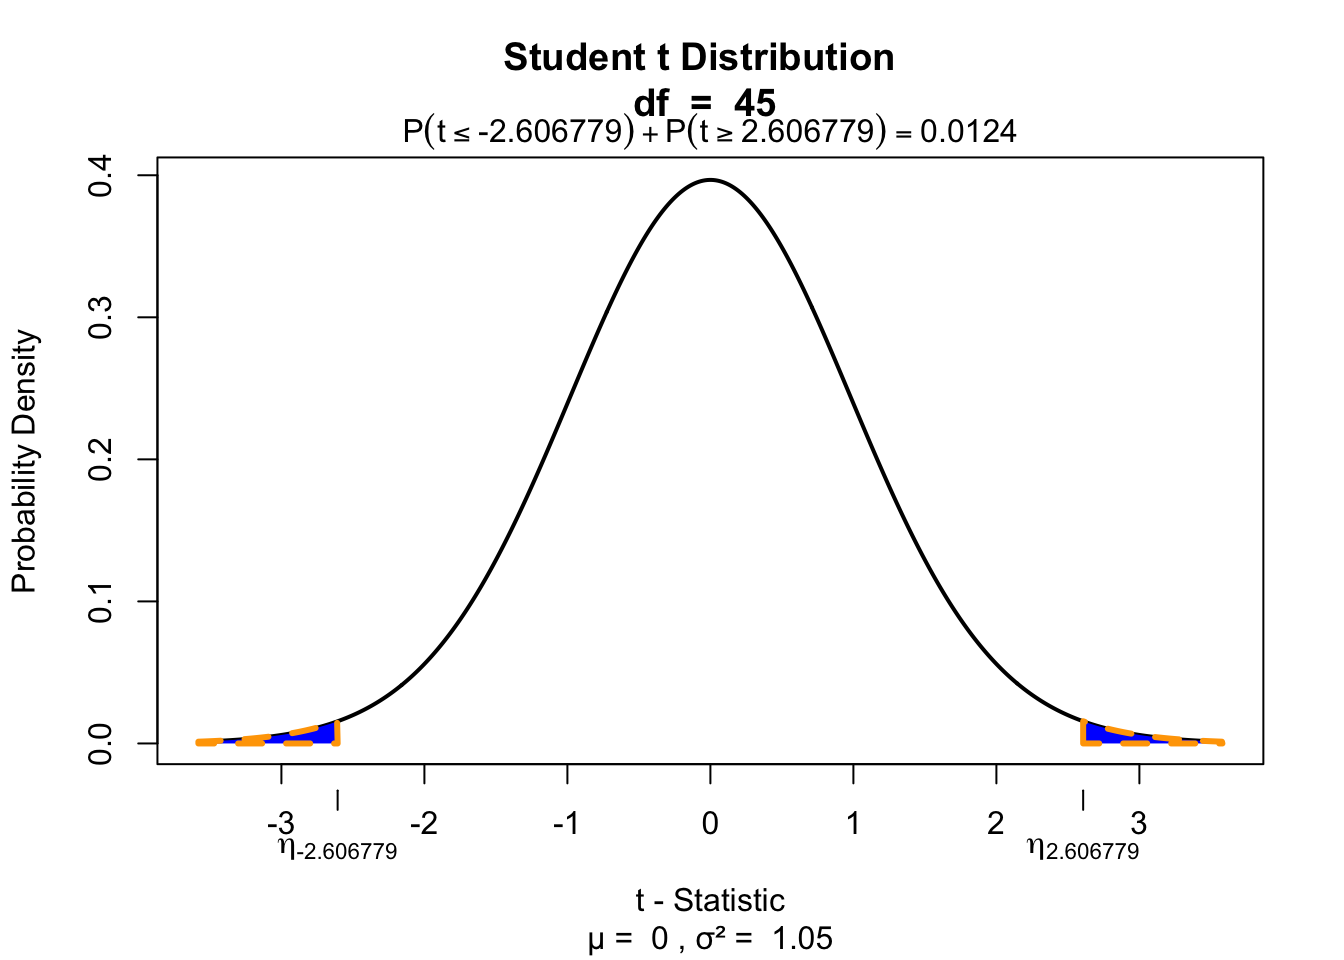 Student t Distribution
df = 45
P(t ≤ -2.606779) + P(t ≥ 2.606779) = 0.0124
Probability Density
0.4
0.3
0.2
0.1
0.0
-3 -2 -1 0 1 2 3
η-2.606779 η2.606779
t - Statistic
μ = 0 , σ² = 1.05